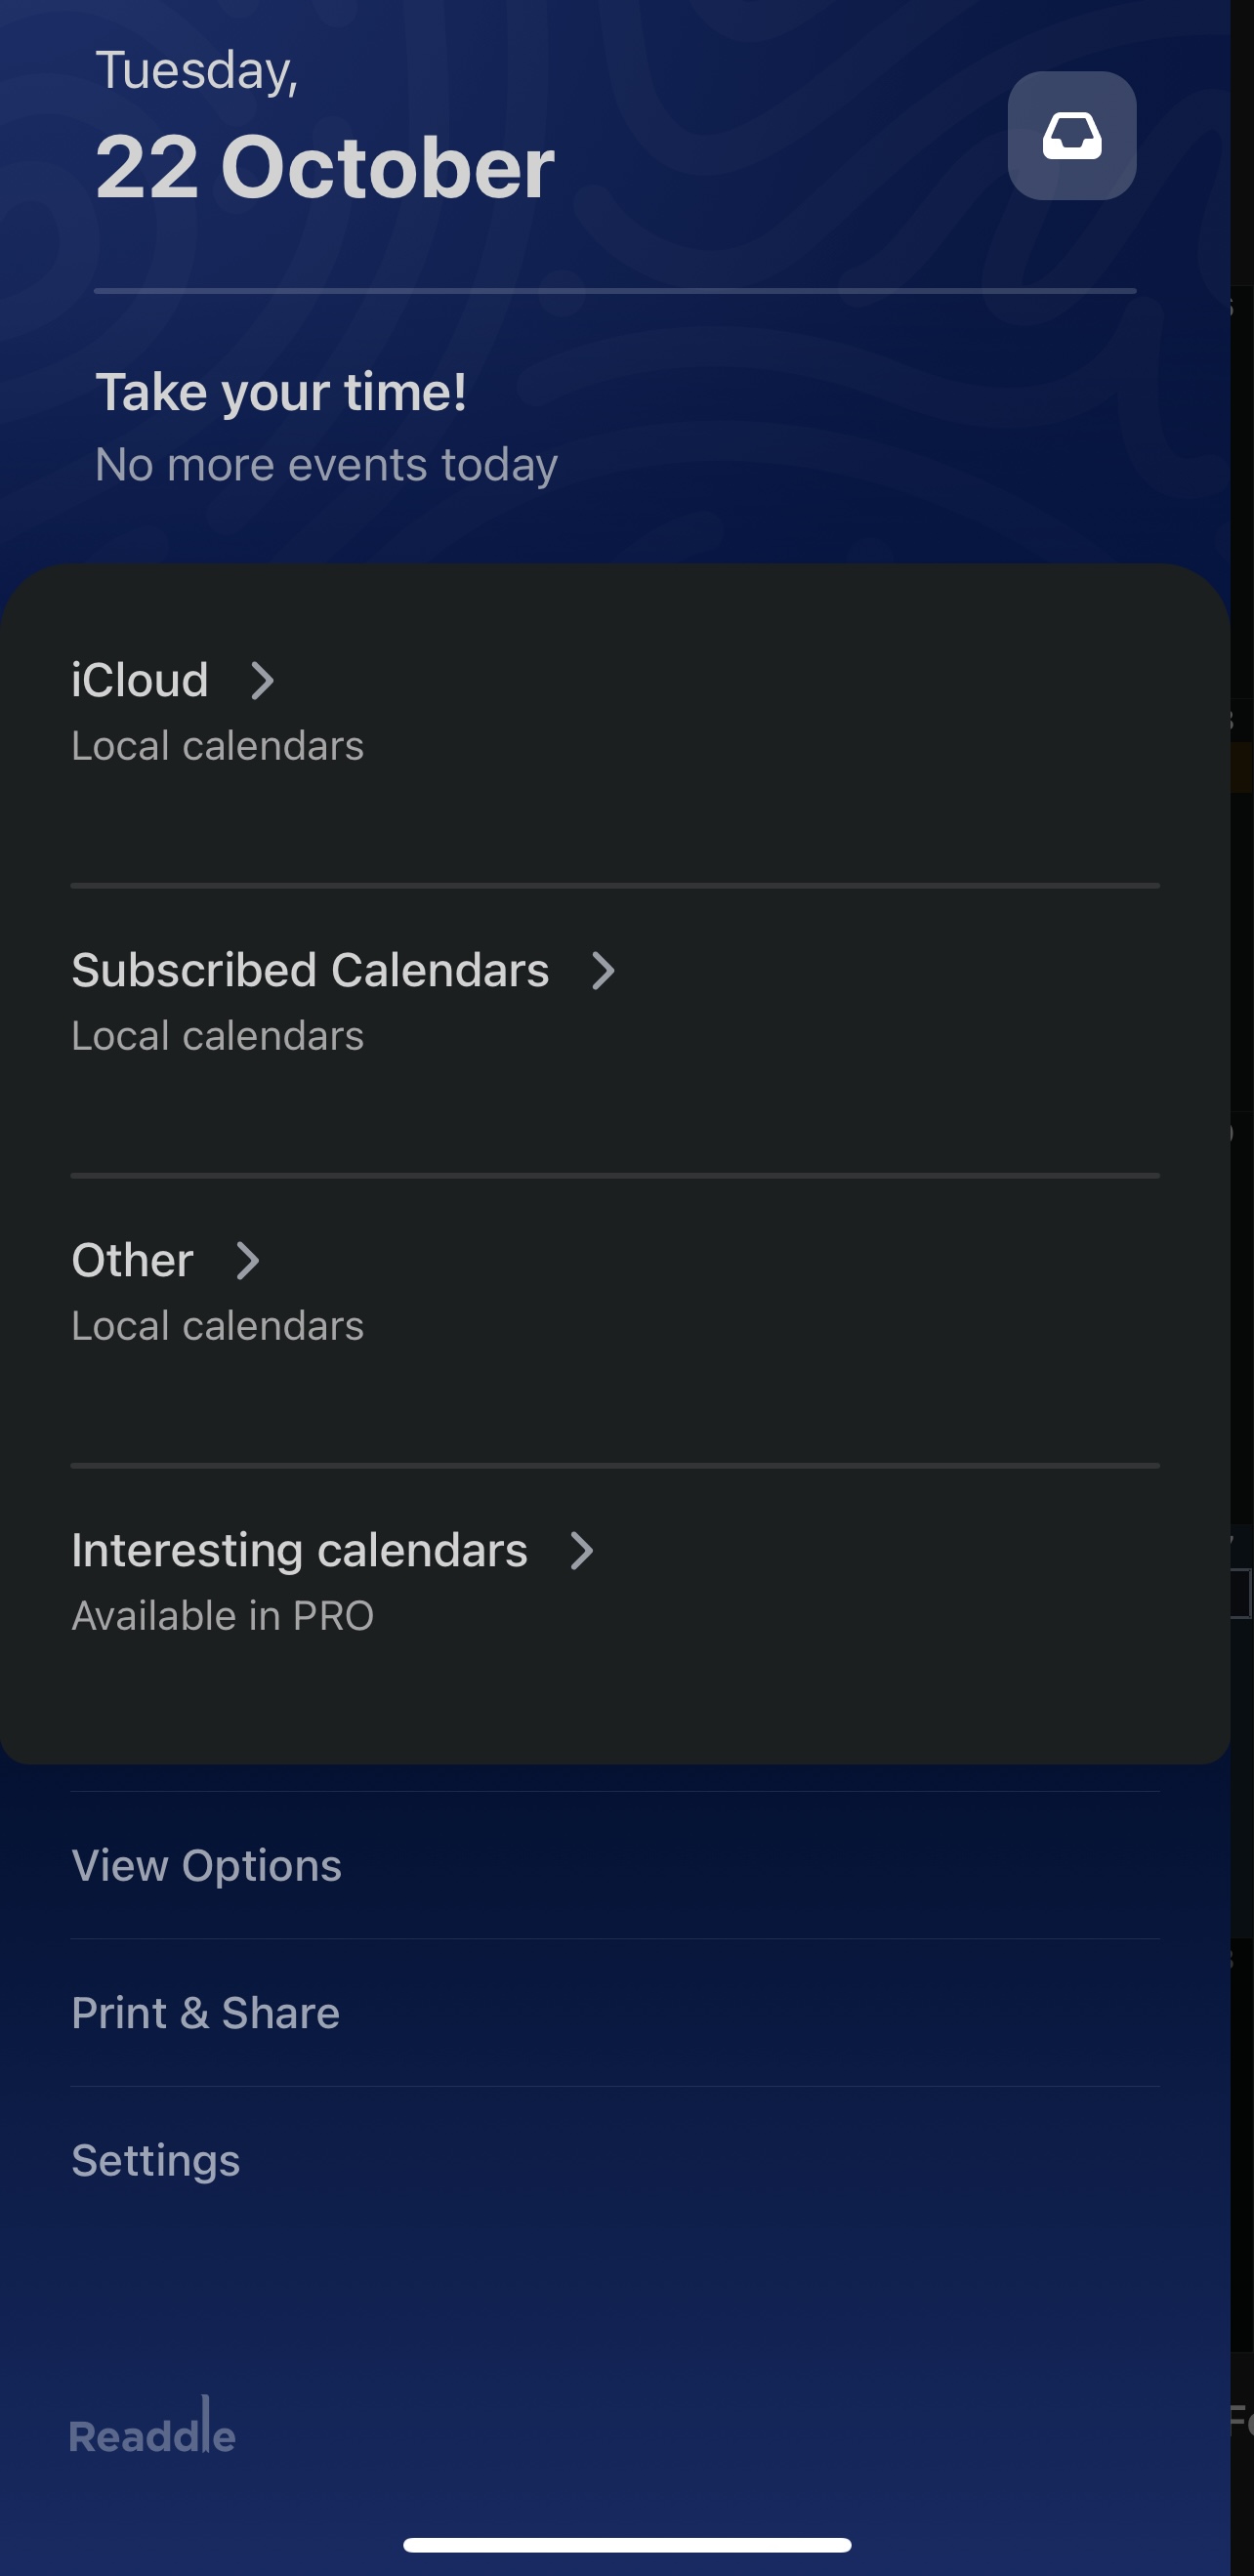 Tuesday,
22 October
Take your time!
No more events today
iCloud
Local calendars
Subscribed Calendars
Local calendars
Other
Local calendars
Interesting calendars
Available in PRO
View Options
Print & Share
Settings
Readdle